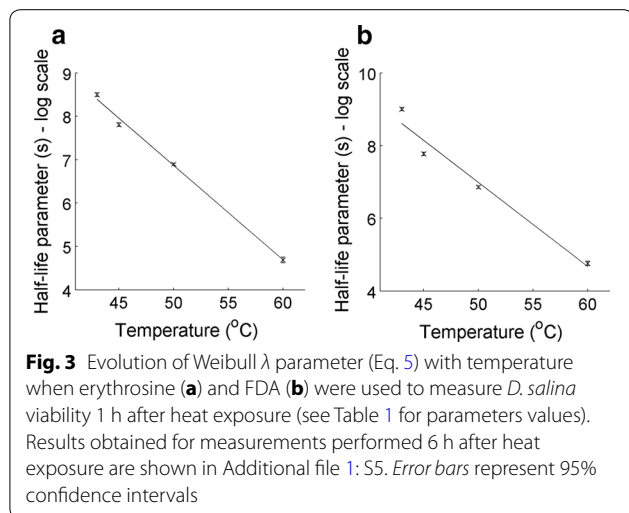 a
b
Half-life parameter (s) - log scale
9
8
7
6
5
4
45
50
55
60
Temperature (°C)
Half-life parameter (s) - log scale
10
8
6
4
45
50
55
60
Temperature (°C)
Fig. 3 Evolution of Weibull λ parameter (Eq. 5) with temperature
when erythrosine (a) and FDA (b) were used to measure D. salina
viability 1 h after heat exposure (see Table 1 for parameters values).
Results obtained for measurements performed 6 h after heat
exposure are shown in Additional file 1: S5. Error bars represent 95%
confidence intervals